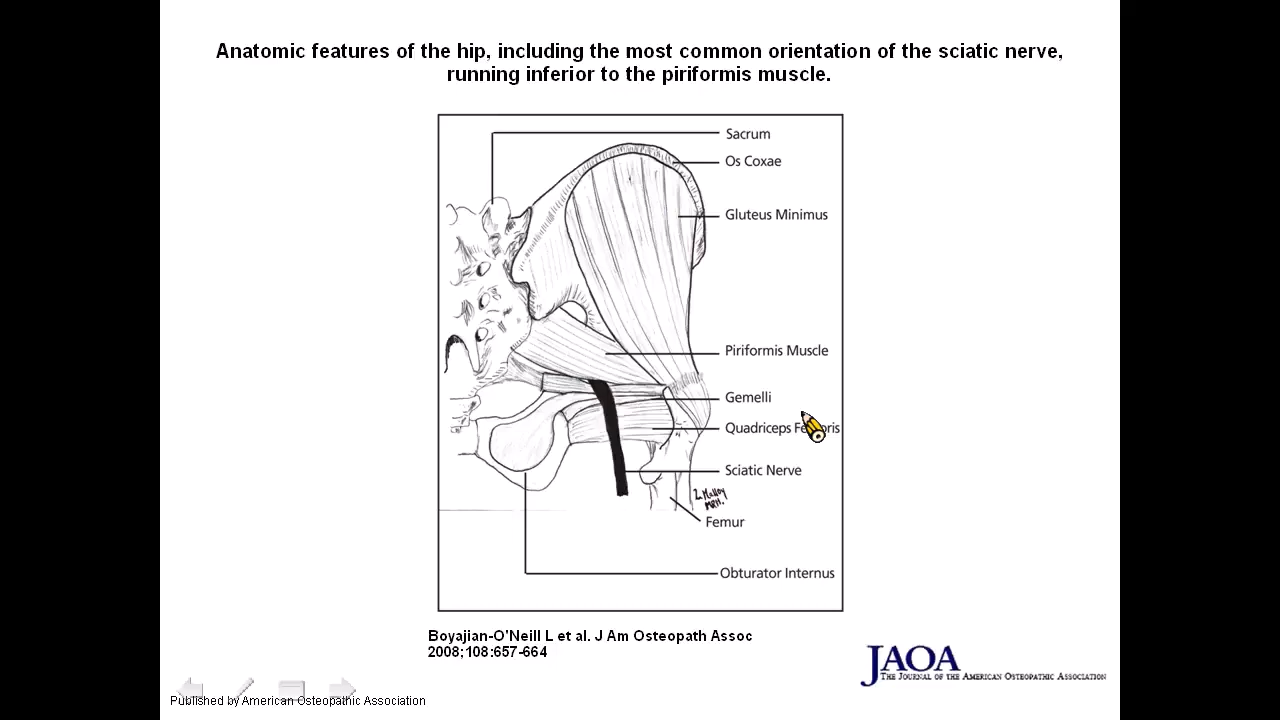 Anatomic features of the hip, including the most common orientation of the sciatic nerve,
running inferior to the piriformis muscle.
Sacrum
Os Coxae
Gluteus Minimus
Piriformis Muscle
Gemelli
Quadriceps
Sciatic Nerve
MPH.
Femur
Obturator Internus
Boyajian-O'Neill L et al. J Am Osteopath Assoc
2008;108:657-664
JAOA
THE JOURNAL OF THE AMERICAN OSTEOPATHIC ASSOCIATION
Published by American Osteopathic Association